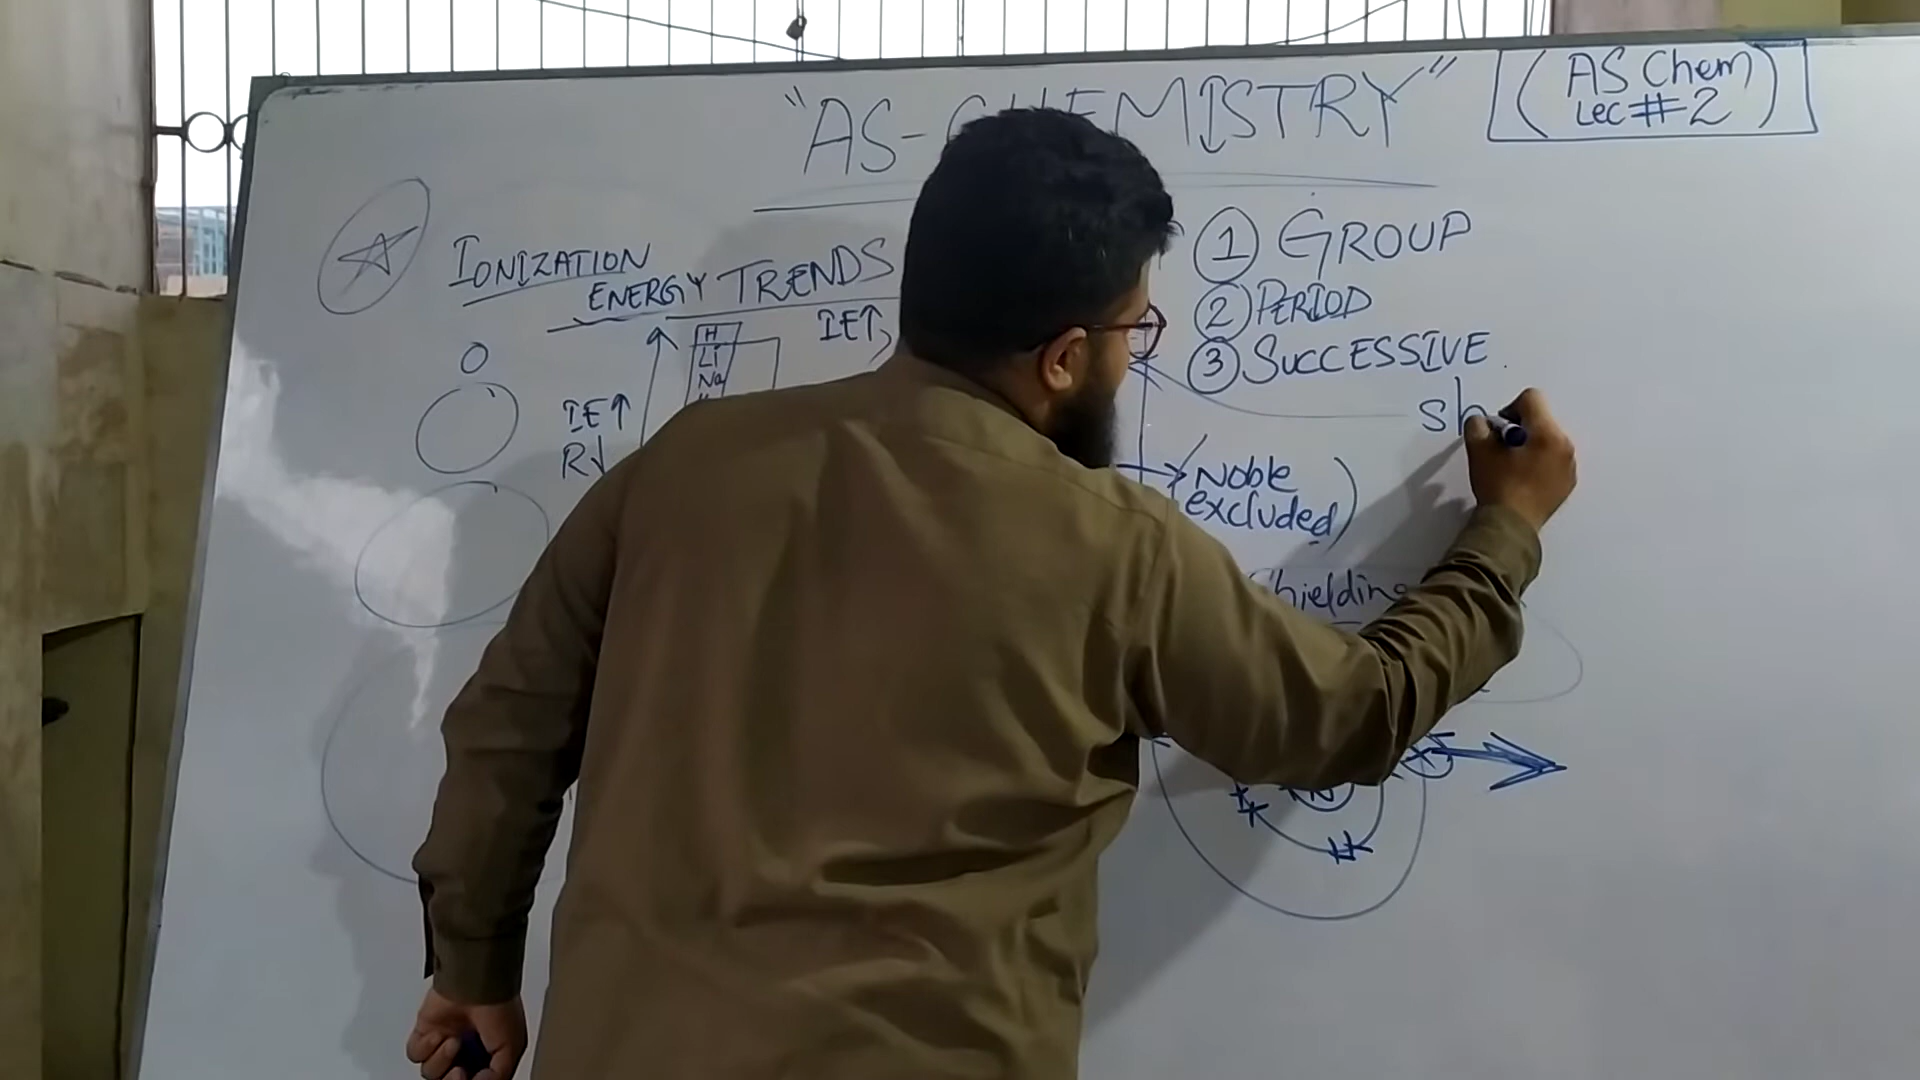 "AS-CHEMISTRY"
(AS Chem)
Lec #2
IONIZATION
ENERGY TRENDS
① GROUP
② PERIOD
③ SUCCESSIVE
IE↑
H
Li
Na
IE↑
R↓
Sh
(Noble
excluded)
Shielding
N